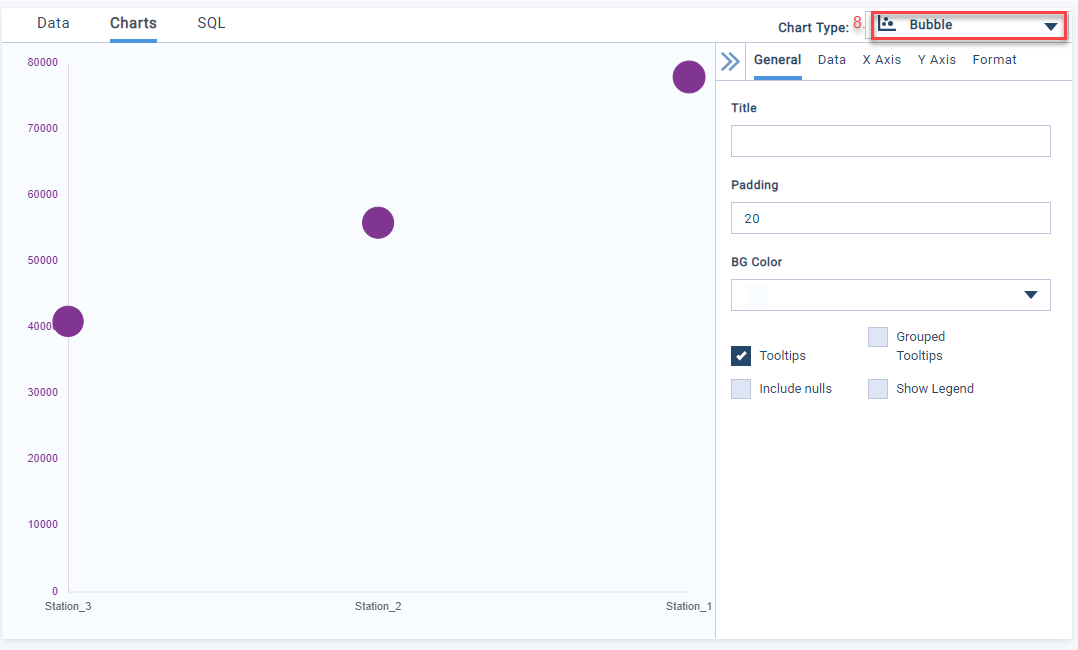 Data Charts SQL
Chart Type: 8. Bubble
General Data X Axis Y Axis Format
Title
Padding
20
BG Color
Tooltips
Grouped
Tooltips
Include nulls
Show Legend
80000
70000
60000
50000
40000
30000
20000
10000
0
Station_3 Station_2 Station_1